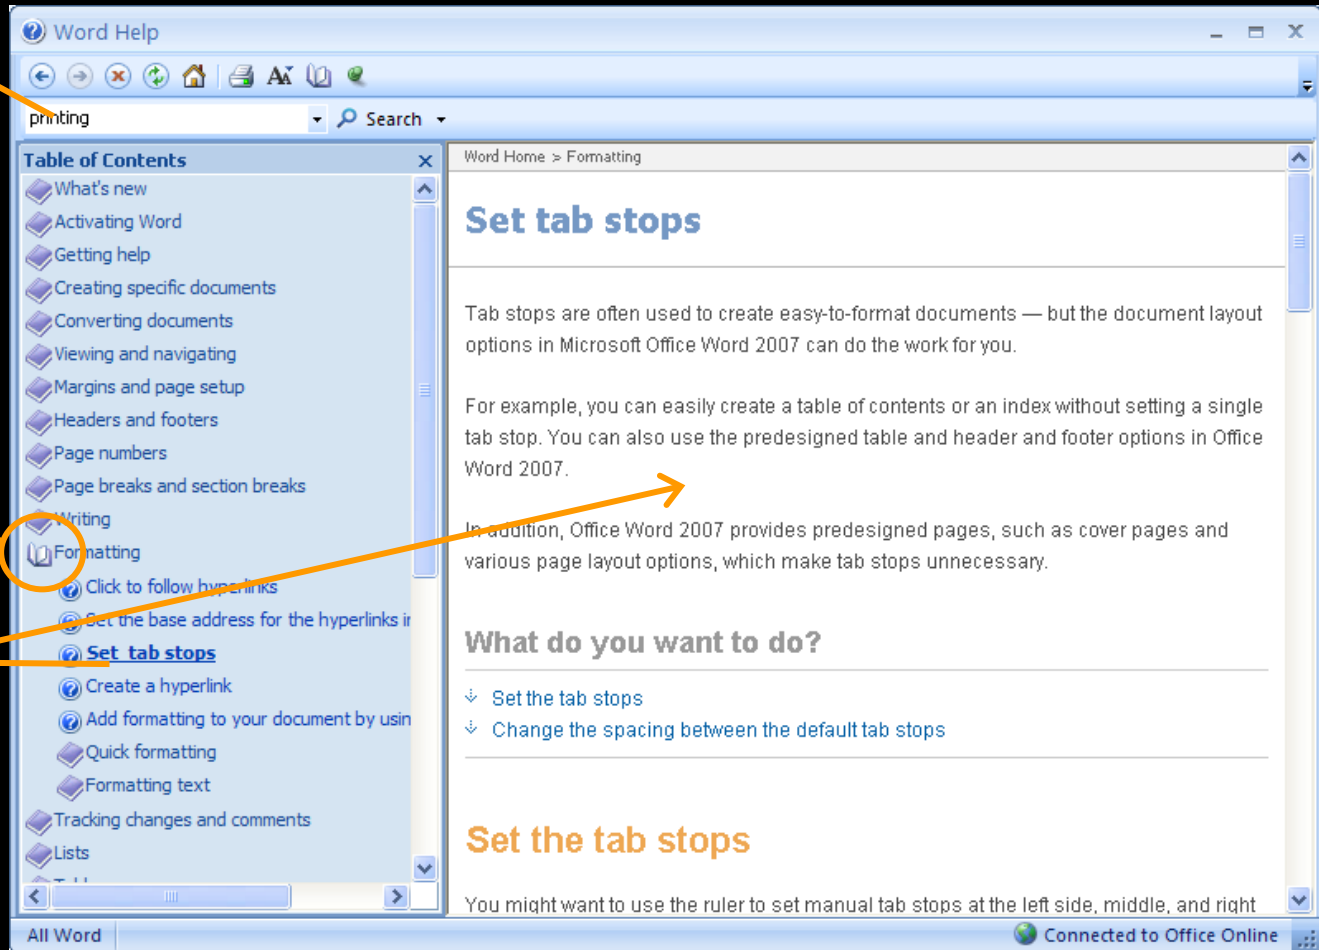 Word Help
printing
Search
Table of Contents
What's new
Activating Word
Getting help
Creating specific documents
Converting documents
Viewing and navigating
Margins and page setup
Headers and footers
Page numbers
Page breaks and section breaks
Writing
Formatting
Click to follow hyperlinks
Set the base address for the hyperlinks
Set tab stops
Create a hyperlink
Add formatting to your document by
Quick formatting
Formatting text
Tracking changes and comments
Lists
Word Home > Formatting
Set tab stops
Tab stops are often used to create easy-to-format documents — but the document layout
options in Microsoft Office Word 2007 can do the work for you.
For example, you can easily create a table of contents or an index without setting a single
tab stop. You can also use the predesigned table and header and footer options in Office
Word 2007.
In addition, Office Word 2007 provides predesigned pages, such as cover pages and
various page layout options, which make tab stops unnecessary.
What do you want to do?
Set the tab stops
Change the spacing between the default tab stops
Set the tab stops
You might want to use the ruler to set manual tab stops at the left side, middle, and right
All Word
Connected to Office Online